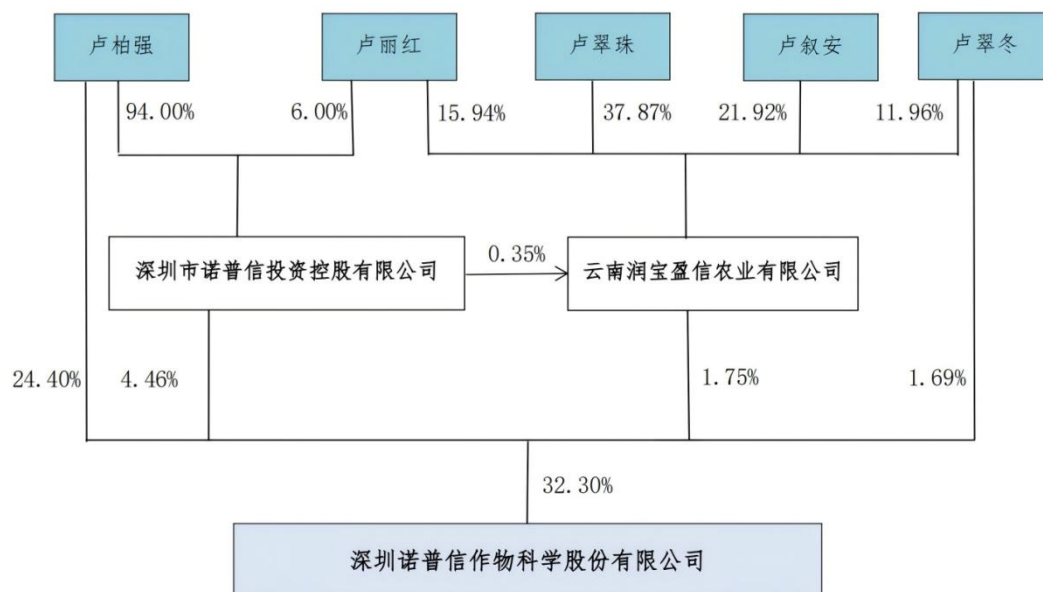 卢柏强
卢丽红
卢翠珠
卢叙安
卢翠冬
94.00%
6.00%
15.94%
37.87%
21.92%
11.96%
深圳市诺普信投资控股有限公司
0.35%
云南润宝盈信农业有限公司
24.40%
4.46%
1.75%
1.69%
32.30%
深圳诺普信作物科学股份有限公司